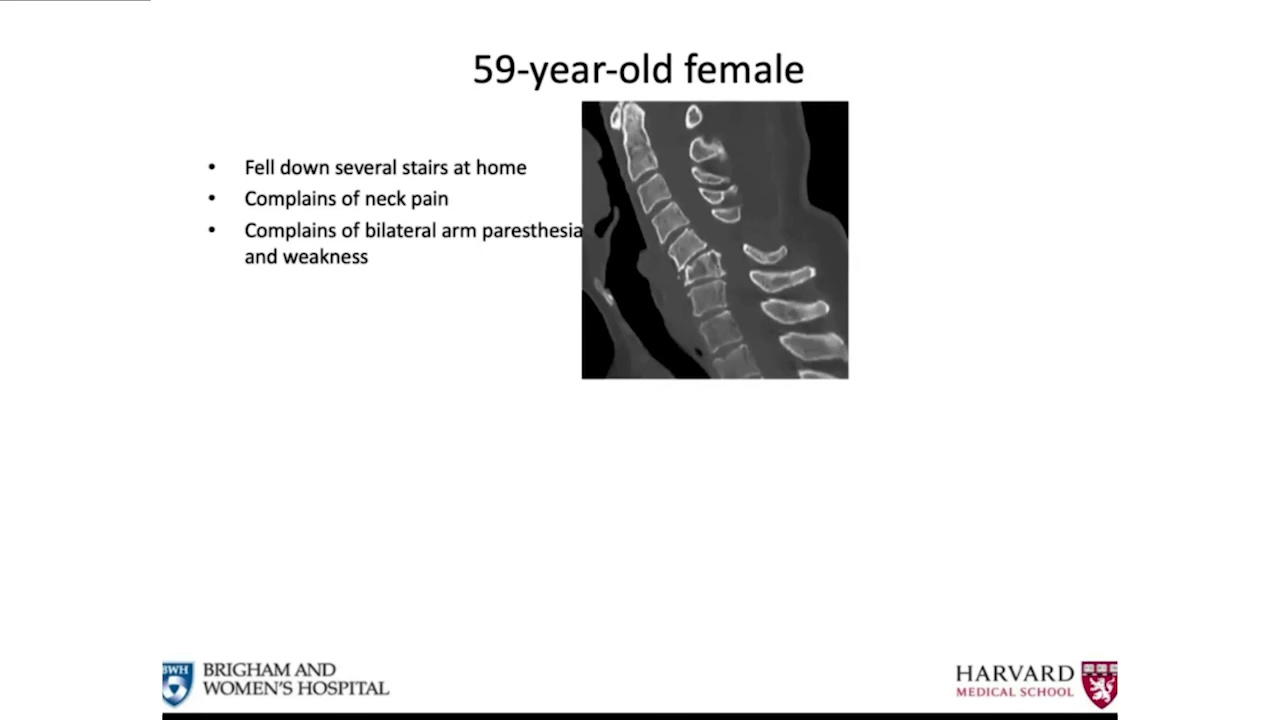 59-year-old female
• Fell down several stairs at home
• Complains of neck pain
• Complains of bilateral arm paresthesia
and weakness
BWH
BRIGHAM AND
WOMEN'S HOSPITAL
HARVARD
MEDICAL SCHOOL